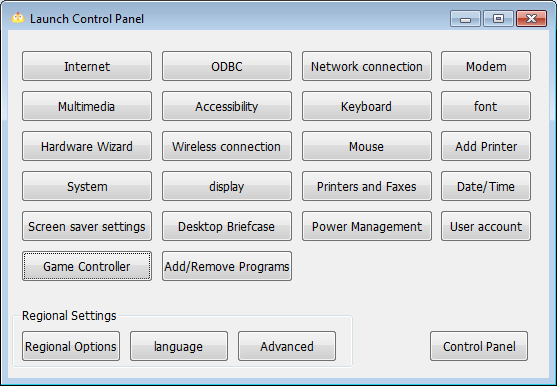 Launch Control Panel
Internet ODBC Network connection Modem
Multimedia Accessibility Keyboard font
Hardware Wizard Wireless connection Mouse Add Printer
System display Printers and Faxes Date/Time
Screen saver settings Desktop Briefcase Power Management User account
Game Controller Add/Remove Programs
Regional Settings
Regional Options language Advanced Control Panel